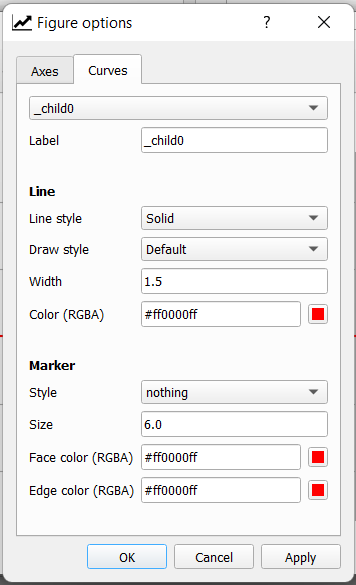 Figure options
?
Axes
Curves
_child0
Label
_child0
Line
Line style
Solid
Draw style
Default
Width
1.5
Color (RGBA)
#ff0000ff
Marker
Style
nothing
Size
6.0
Face color (RGBA)
#ff0000ff
Edge color (RGBA)
#ff0000ff
OK
Cancel
Apply